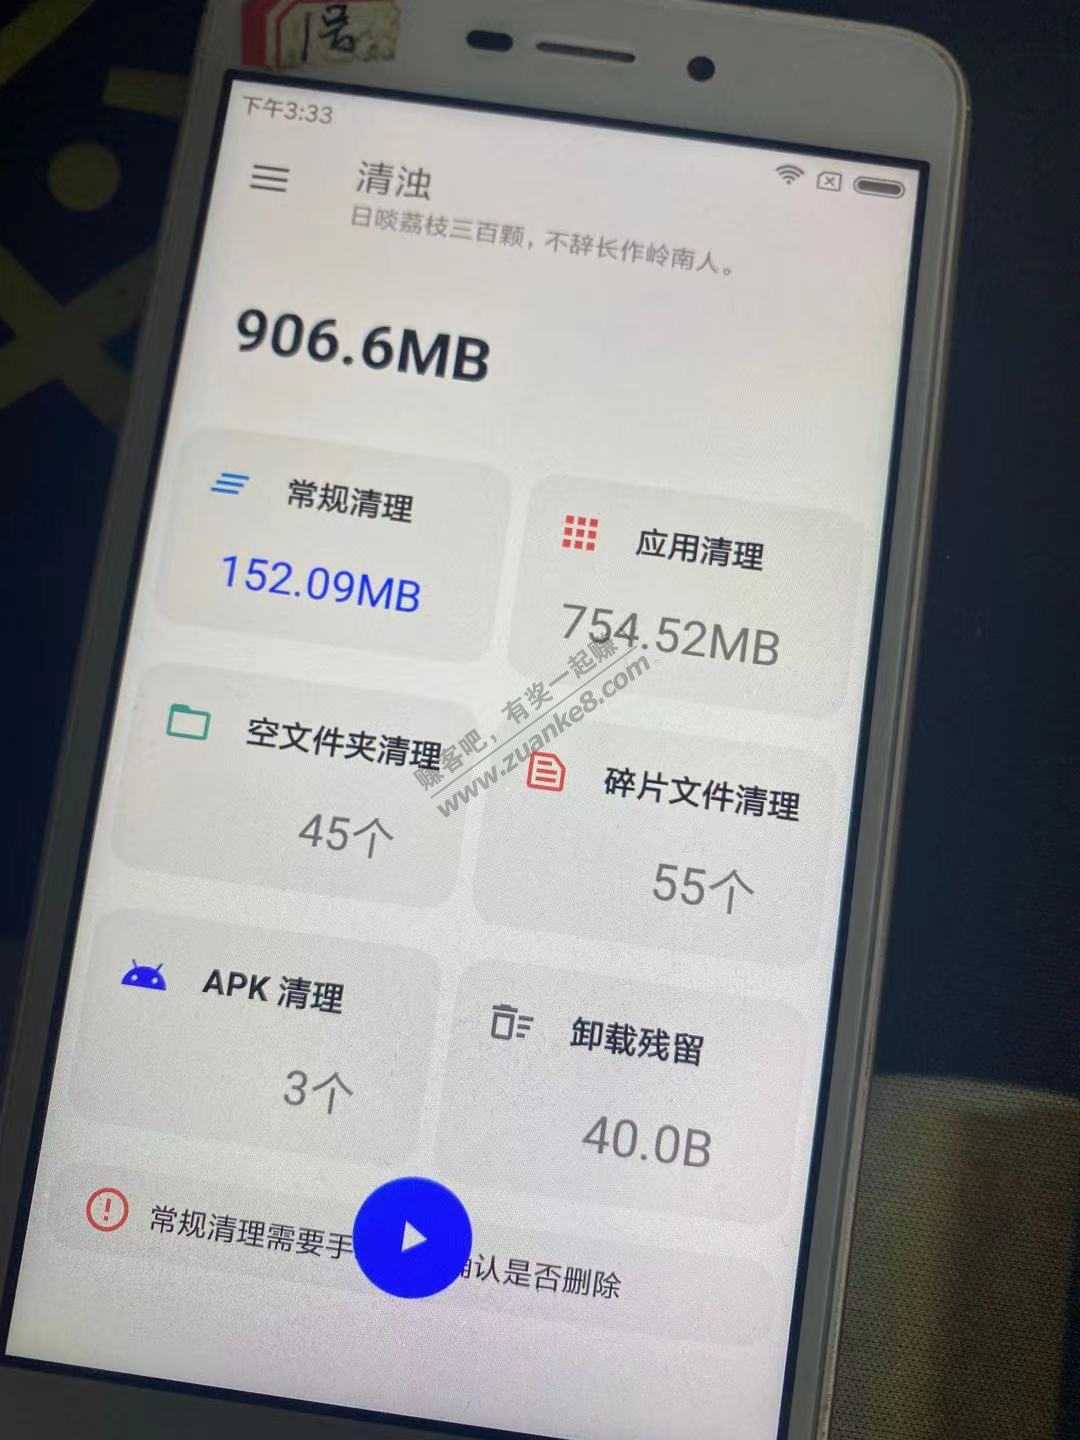 1号
下午3:33
清浊
日啖荔枝三百颗，不辞长作岭南人。
906.6MB
常规清理
152.09MB
应用清理
754.52MB
空文件夹清理
45个
碎片文件清理
55个
APK 清理
3个
卸载残留
40.0B
常规清理需要手
确认是否删除
赚客吧，有奖一起赚！
www.zuanke8.com